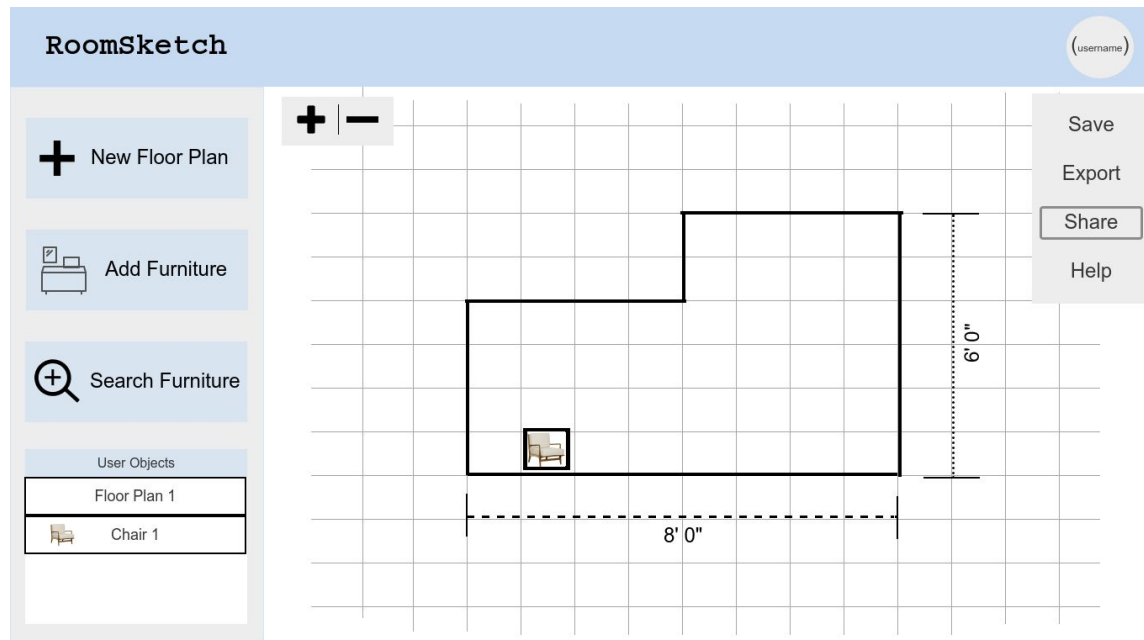 RoomSketch
(username)
New Floor Plan
Add Furniture
Search Furniture
User Objects
Floor Plan 1
Chair 1
Save
Export
Share
Help
6' 0"
8' 0"